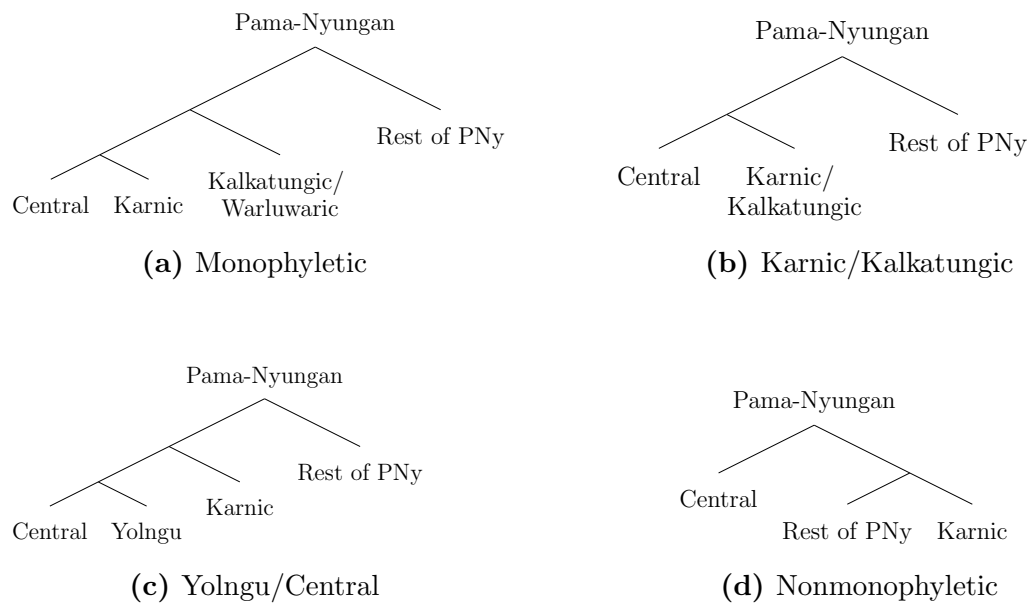 Pama-Nyungan
Rest of PNy
Central Karnic Kalkatungic/
Warluwaric
(a) Monophyletic
Pama-Nyungan
Rest of PNy
Central Karnic/
Kalkatungic
(b) Karnic/Kalkatungic
Pama-Nyungan
Rest of PNy
Karnic
Central Yolngu
(c) Yolngu/Central
Pama-Nyungan
Central
Rest of PNy Karnic
(d) Nonmonophyletic